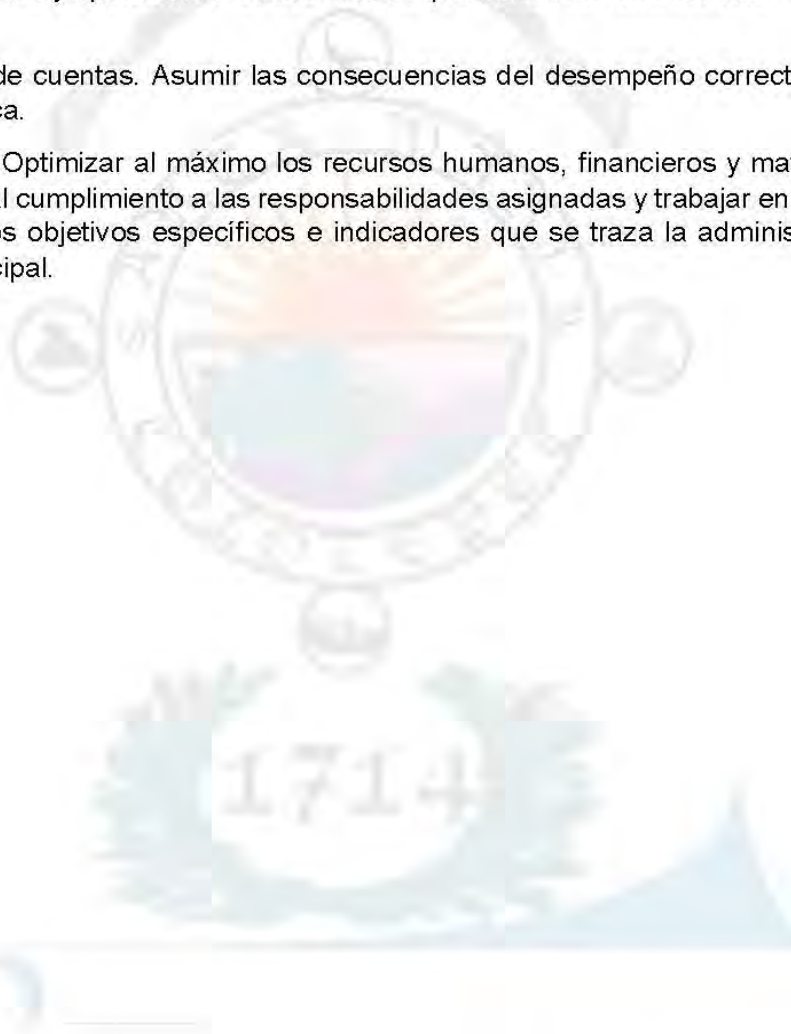 de cuentas. Asumir las consecuencias del desempeño correct
ca.
Optimizar al máximo los recursos humanos, financieros y ma
l cumplimiento a las responsabilidades asignadas y trabajar en
os objetivos específicos e indicadores que se traza la adminis
cipal.
1714